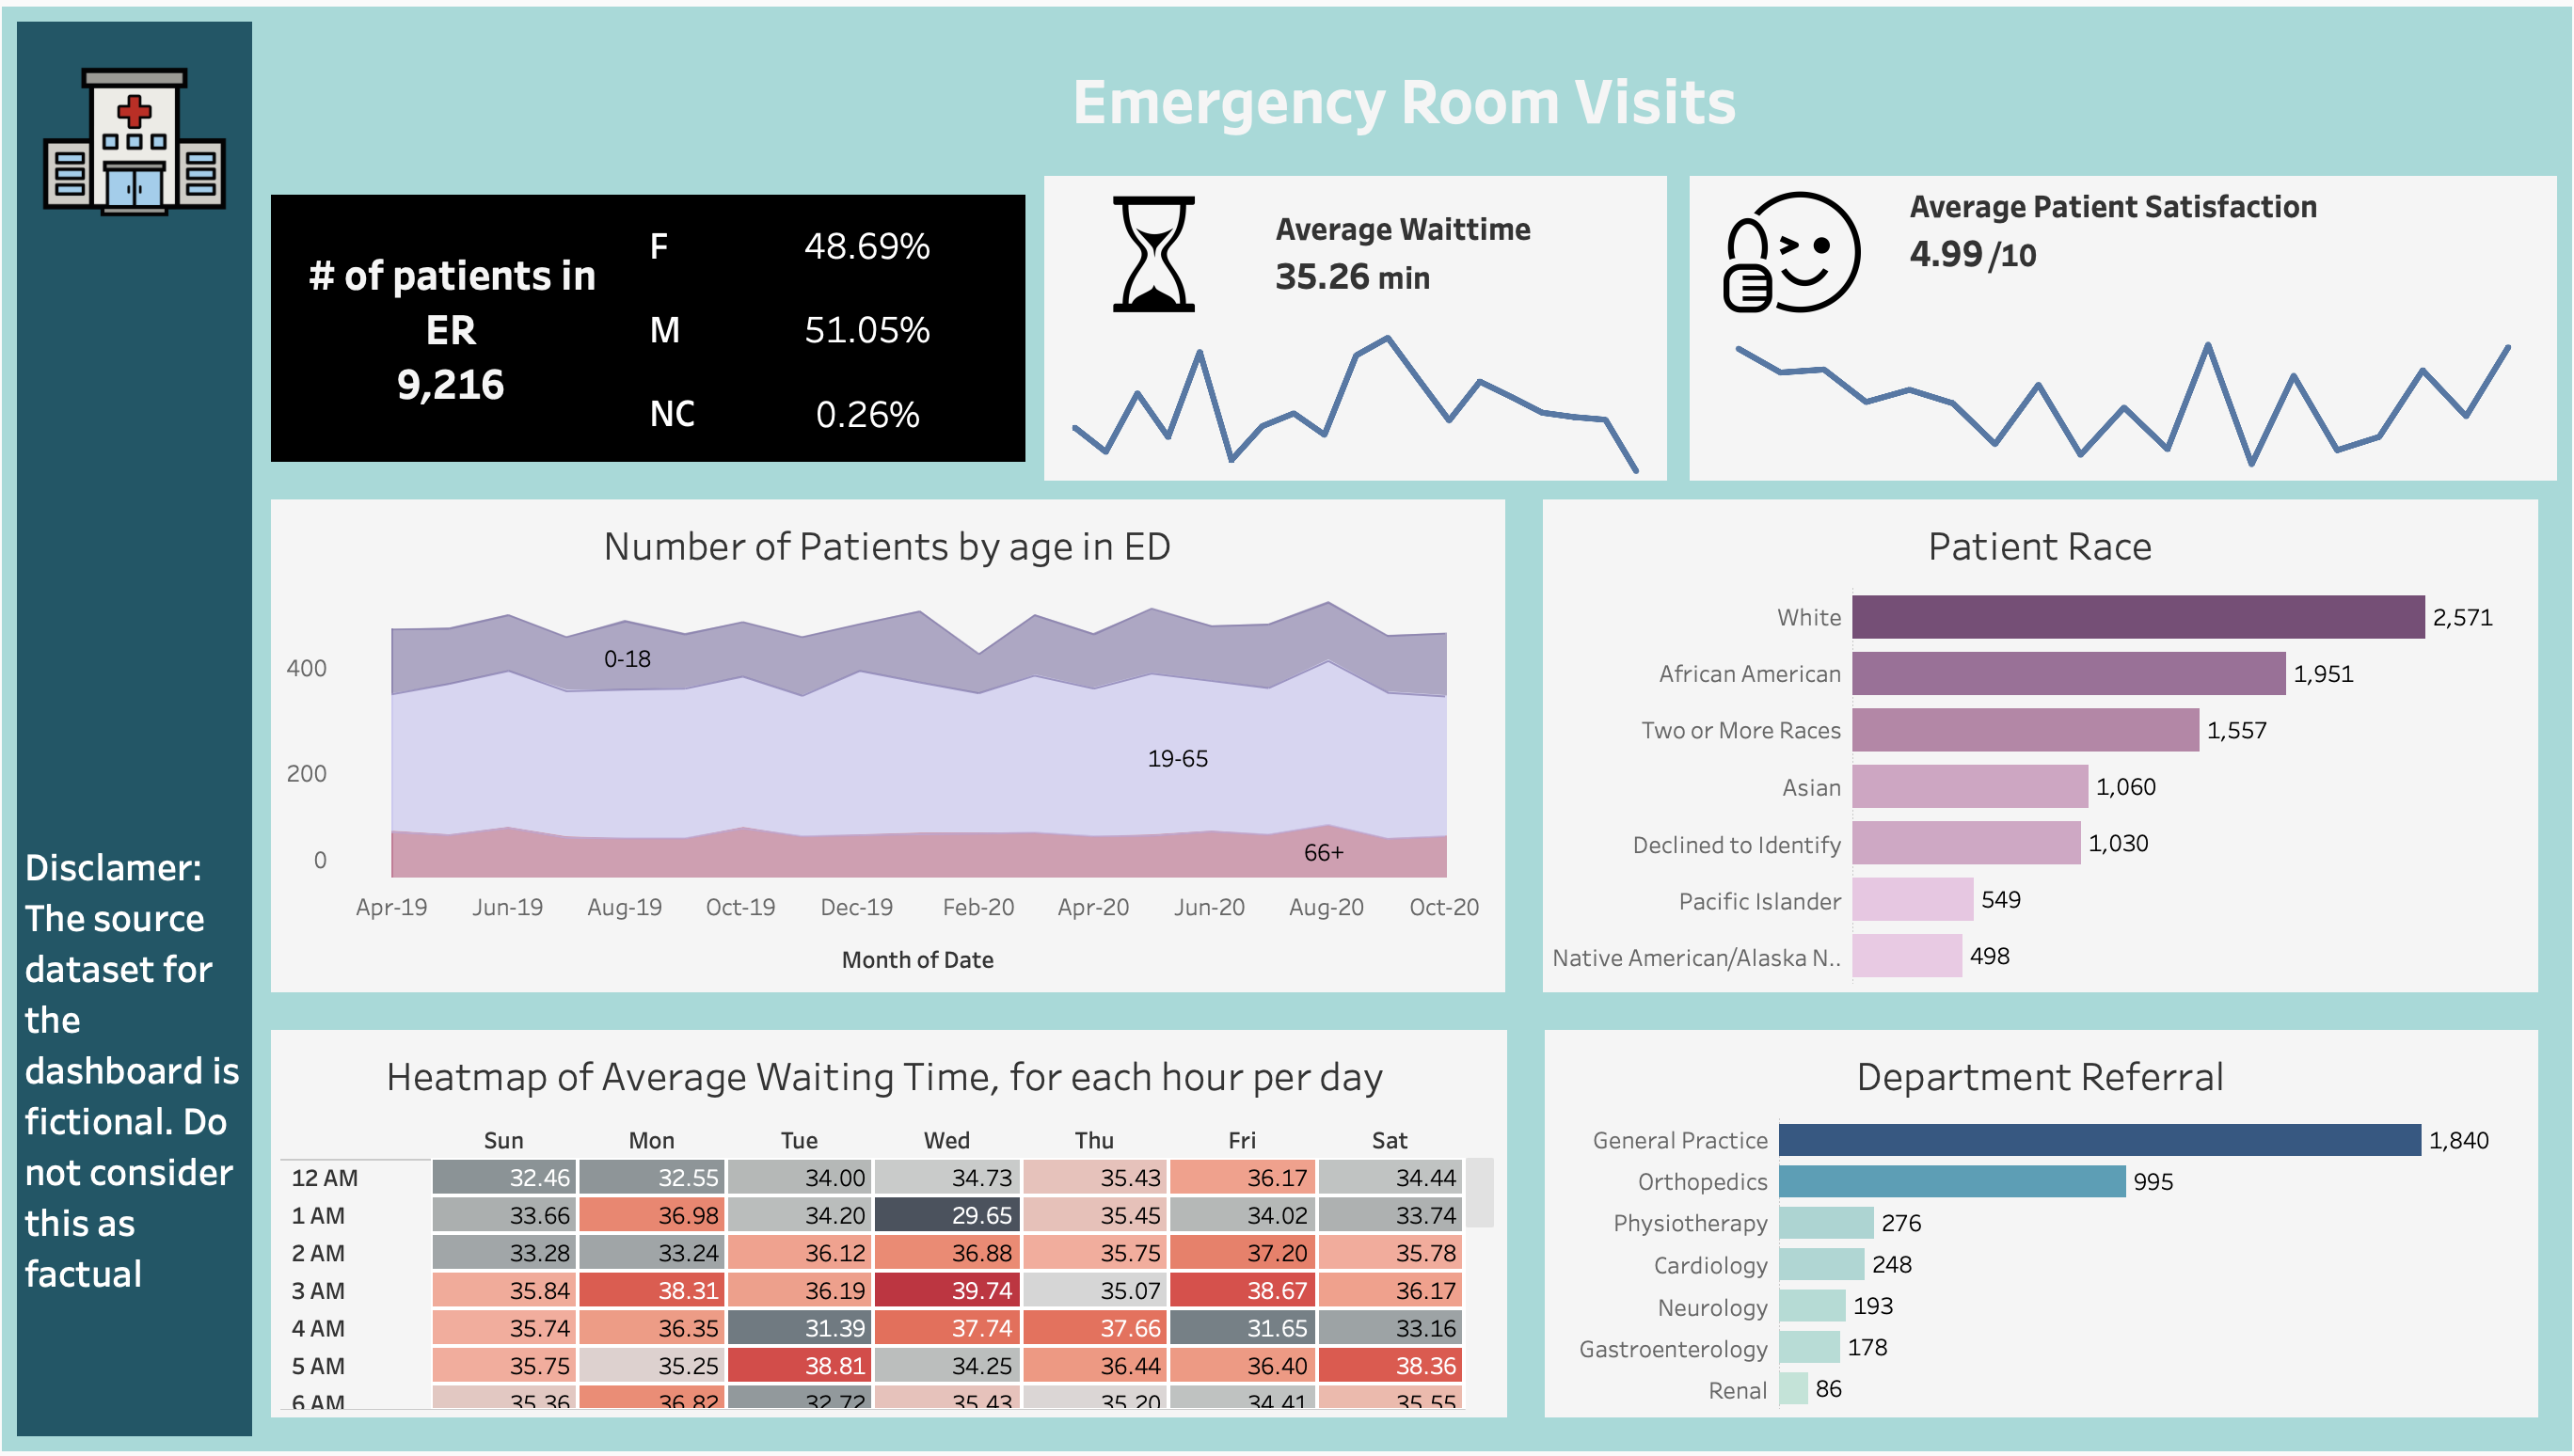 Emergency Room Visits
# of patients in
ER
9,216
F 48.69%
M 51.05%
NC 0.26%
Average Waittime
35.26 min
Average Patient Satisfaction
4.99 /10
Number of Patients by age in ED
400
200
0
0-18
19-65
66+
Apr-19 Jun-19 Aug-19 Oct-19 Dec-19 Feb-20 Apr-20 Jun-20 Aug-20 Oct-20
Month of Date
Patient Race
White 2,571
African American 1,951
Two or More Races 1,557
Asian 1,060
Declined to Identify 1,030
Pacific Islander 549
Native American/Alaska N.. 498
Disclamer:
The source
dataset for
the
dashboard is
fictional. Do
not consider
this as
factual
Heatmap of Average Waiting Time, for each hour per day
Sun Mon Tue Wed Thu Fri Sat
12 AM 32.46 32.55 34.00 34.73 35.43 36.17 34.44
1 AM 33.66 36.98 34.20 29.65 35.45 34.02 33.74
2 AM 33.28 33.24 36.12 36.88 35.75 37.20 35.78
3 AM 35.84 38.31 36.19 39.74 35.07 38.67 36.17
4 AM 35.74 36.35 31.39 37.74 37.66 31.65 33.16
5 AM 35.75 35.25 38.81 34.25 36.44 36.40 38.36
6 AM 35.36 36.82 32.72 35.43 35.20 34.41 35.55
Department Referral
General Practice 1,840
Orthopedics 995
Physiotherapy 276
Cardiology 248
Neurology 193
Gastroenterology 178
Renal 86